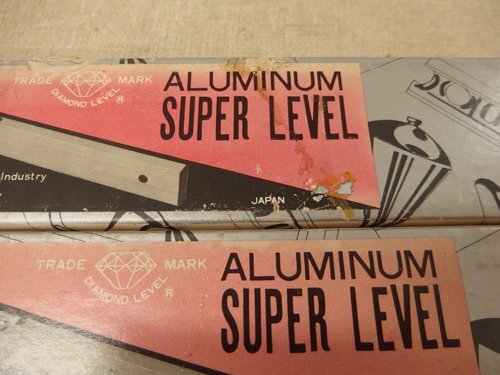 TRADE MARK
DIAMOND LEVEL ®
ALUMINUM
SUPER LEVEL
Industry
JAPAN
TRADE MARK
DIAMOND LEVEL ®
ALUMINUM
SUPER LEVEL